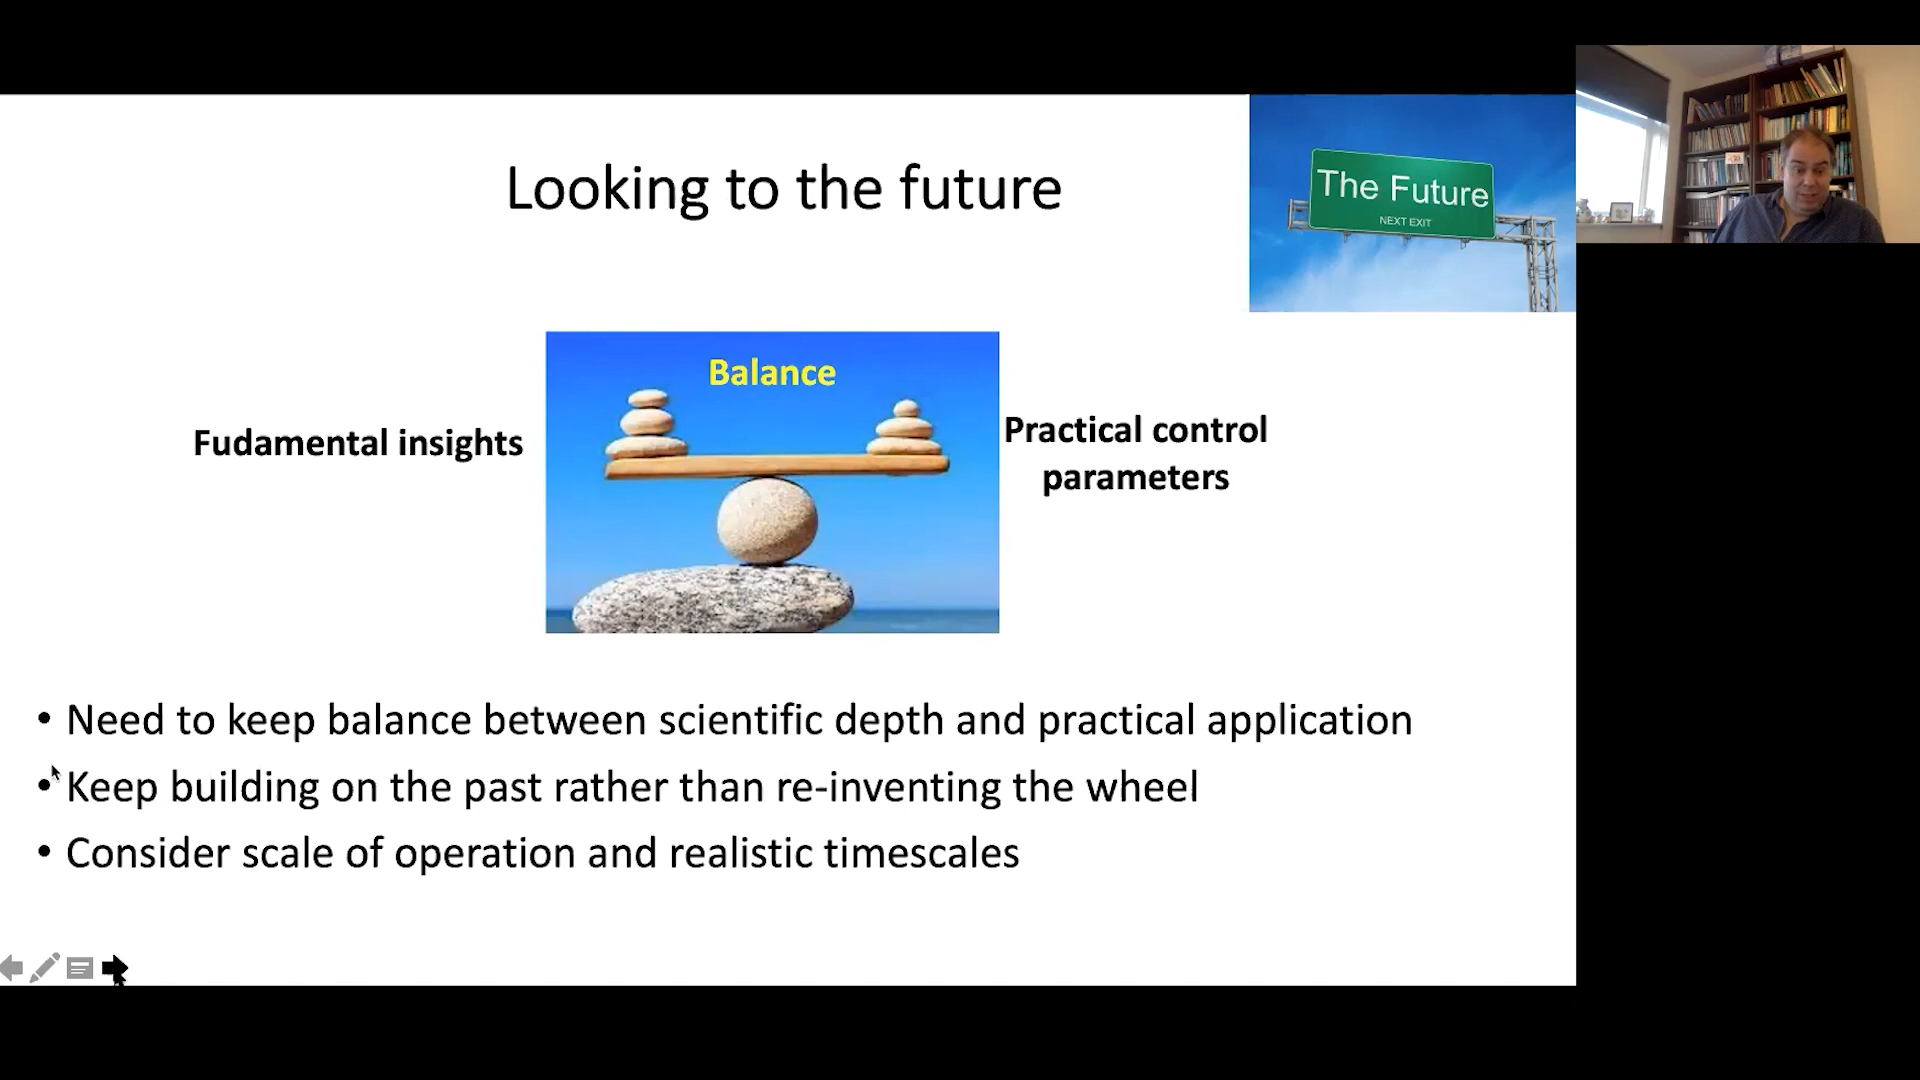 Looking to the future
The Future
NEXT EXIT
Balance
Fudamental insights
Practical control
parameters
• Need to keep balance between scientific depth and practical application
• Keep building on the past rather than re-inventing the wheel
• Consider scale of operation and realistic timescales